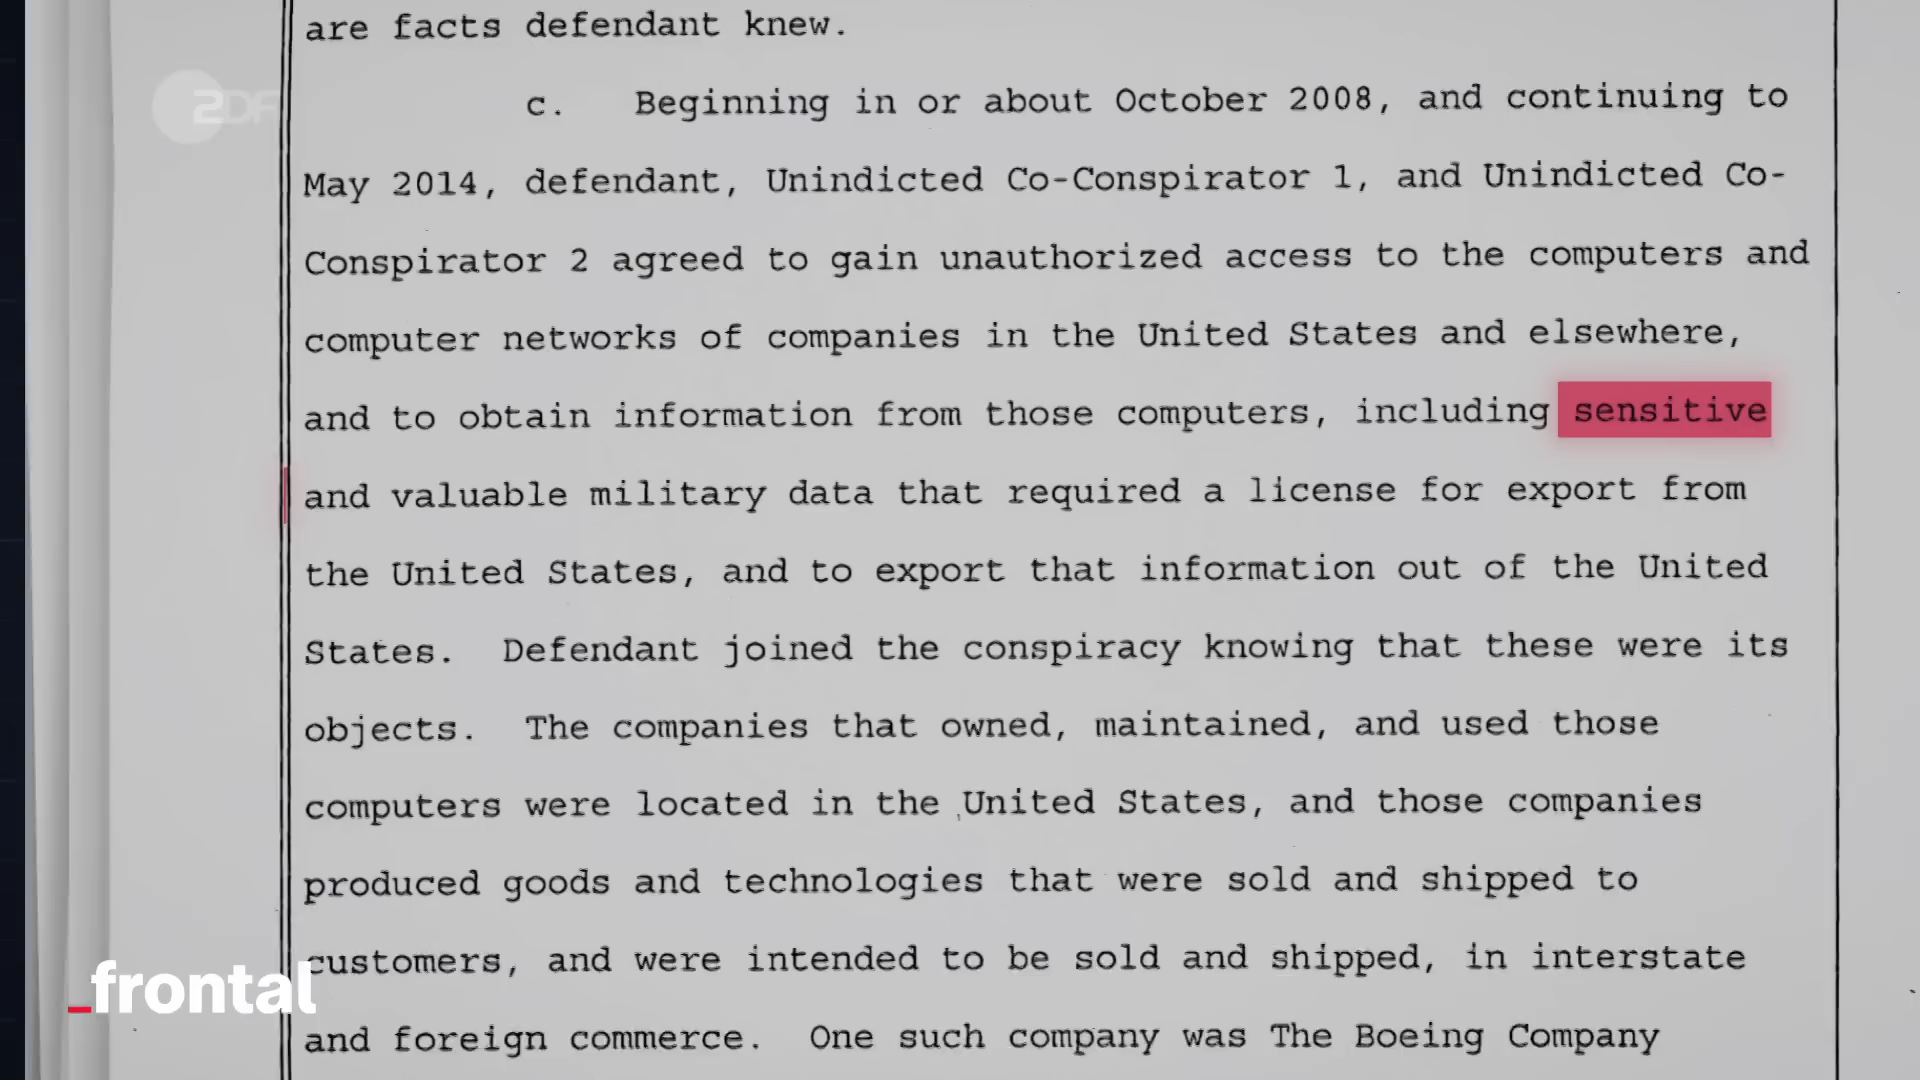 are facts defendant knew.
ZDF
c. Beginning in or about October 2008, and continuing to
May 2014, defendant, Unindicted Co-Conspirator 1, and Unindicted Co-
Conspirator 2 agreed to gain unauthorized access to the computers and
computer networks of companies in the United States and elsewhere,
and to obtain information from those computers, including sensitive
and valuable military data that required a license for export from
the United States, and to export that information out of the United
States. Defendant joined the conspiracy knowing that these were its
objects. The companies that owned, maintained, and used those
computers were located in the United States, and those companies
produced goods and technologies that were sold and shipped to
customers, and were intended to be sold and shipped, in interstate
_frontal
and foreign commerce. One such company was The Boeing Company